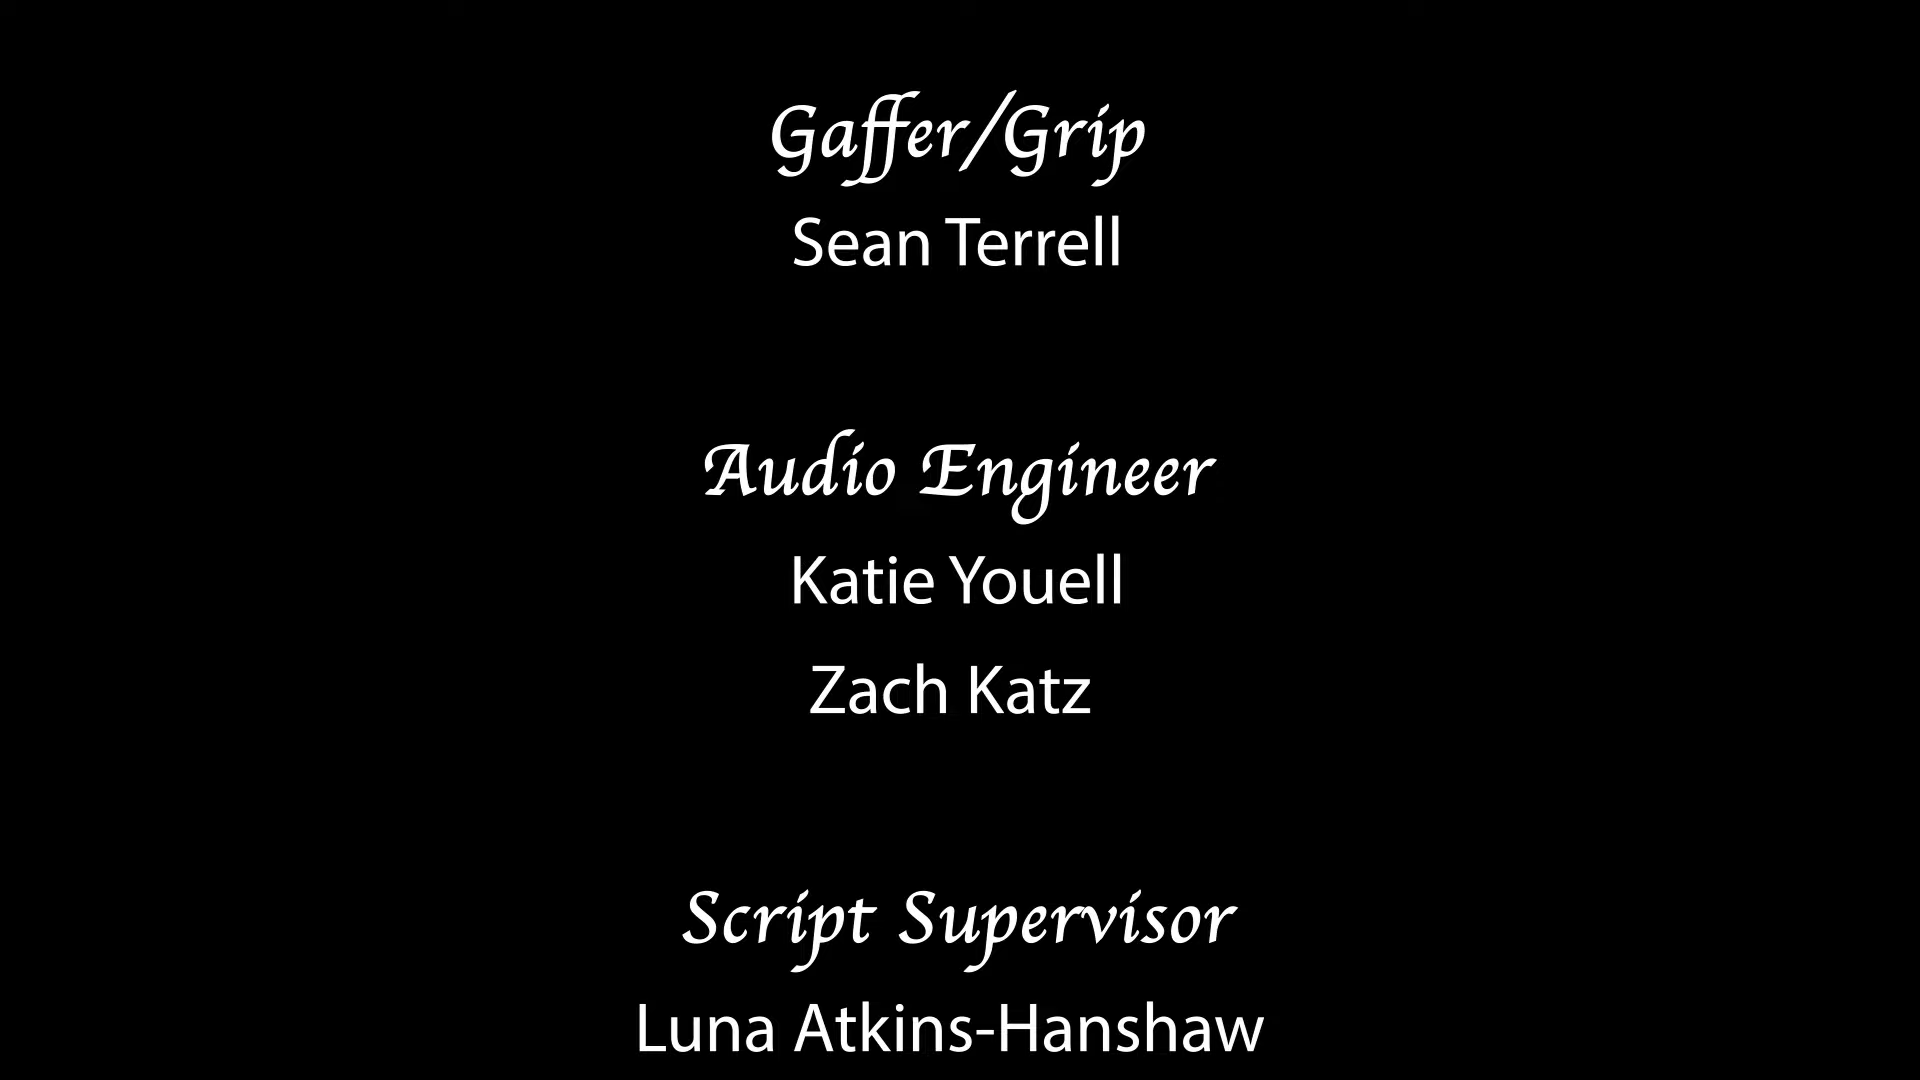 Gaffer/Grip
Sean Terrell
Audio Engineer
Katie Youell
Zach Katz
Script Supervisor
Luna Atkins-Hanshaw